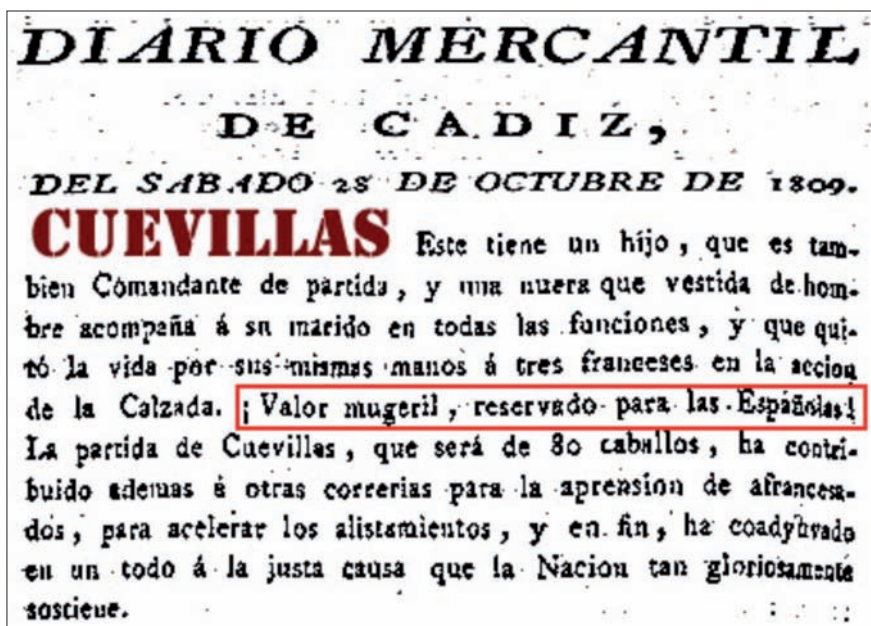 DIARIO MERCANTIL
DE CADIZ,
DEL SABADO 28 DE OCTUBRE DE 1809.
CUEVILLAS Este tiene un hijo, que es tam-
bien Comandante de partida, y una nuera que vestida de hom-
bre acompaña á su marido en todas las funciones, y que qui-
tó la vida por sus mismas manos á tres franceses en la accion
de la Calzada. ¡Valor mugeril, reservado para las Españolas!
La partida de Cuevillas, que será de 80 caballos, ha contri-
buido ademas á otras correrias para la aprension de afrancesa-
dos, para acelerar los alistamientos, y en fin, ha coadyuvado
en un todo á la justa causa que la Nacion tan gloriosamente
sostiene.